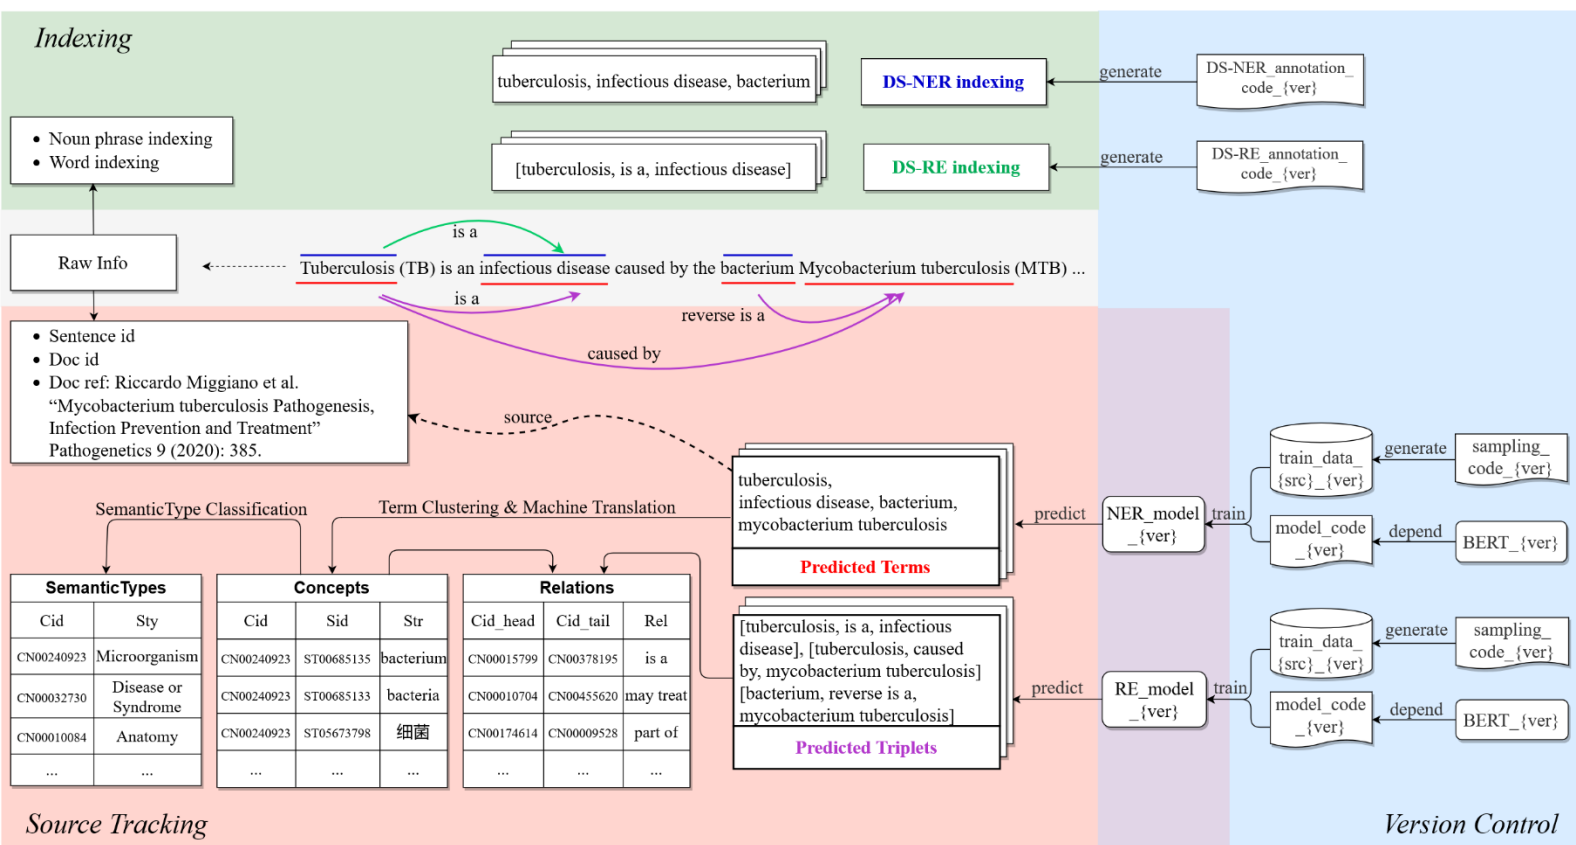 Indexing
tuberculosis, infectious disease, bacterium
DS-NER indexing
generate
DS-NER_annotation_
code_{ver}
• Noun phrase indexing
• Word indexing
[tuberculosis, is a, infectious disease]
DS-RE indexing
generate
DS-RE_annotation_
code_{ver}
is a
Raw Info
Tuberculosis (TB) is an infectious disease caused by the bacterium Mycobacterium tuberculosis (MTB) ...
is a
reverse is a
caused by
• Sentence id
• Doc id
• Doc ref: Riccardo Miggiano et al.
“Mycobacterium tuberculosis Pathogenesis,
Infection Prevention and Treatment”
Pathogenetics 9 (2020): 385.
source
tuberculosis,
infectious disease, bacterium,
mycobacterium tuberculosis
Predicted Terms
predict
NER_model
_{ver}
train
train_data_
{src}_{ver}
generate
sampling_
code_{ver}
model_code
_{ver}
depend
BERT_{ver}
SemanticType Classification
Term Clustering & Machine Translation
SemanticTypes
Cid Sty
CN00240923 Microorganism
CN00032730 Disease or
Syndrome
CN00010084 Anatomy
... ...
Concepts
Cid Sid Str
CN00240923 ST00685135 bacterium
CN00240923 ST00685133 bacteria
CN00240923 ST05673798 细菌
... ... ...
Relations
Cid_head Cid_tail Rel
CN00015799 CN00378195 is a
CN00010704 CN00455620 may treat
CN00174614 CN00009528 part of
... ... ...
[tuberculosis, is a, infectious
disease], [tuberculosis, caused
by, mycobacterium tuberculosis]
[bacterium, reverse is a,
mycobacterium tuberculosis]
Predicted Triplets
predict
RE_model
_{ver}
train
train_data_
{src}_{ver}
generate
sampling_
code_{ver}
model_code
_{ver}
depend
BERT_{ver}
Source Tracking
Version Control